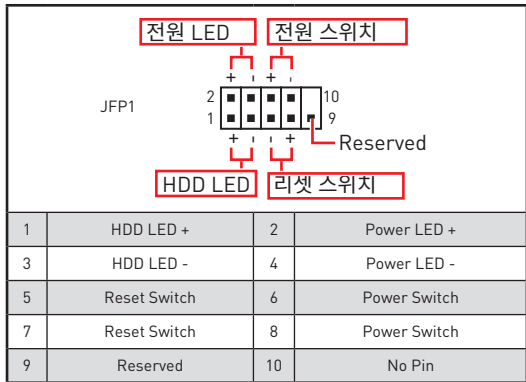 전원 LED 전원 스위치
+ - + -
JFP1
2 10
1 9
+ - - +
Reserved
HDD LED 리셋 스위치
1 HDD LED + 2 Power LED +
3 HDD LED - 4 Power LED -
5 Reset Switch 6 Power Switch
7 Reset Switch 8 Power Switch
9 Reserved 10 No Pin